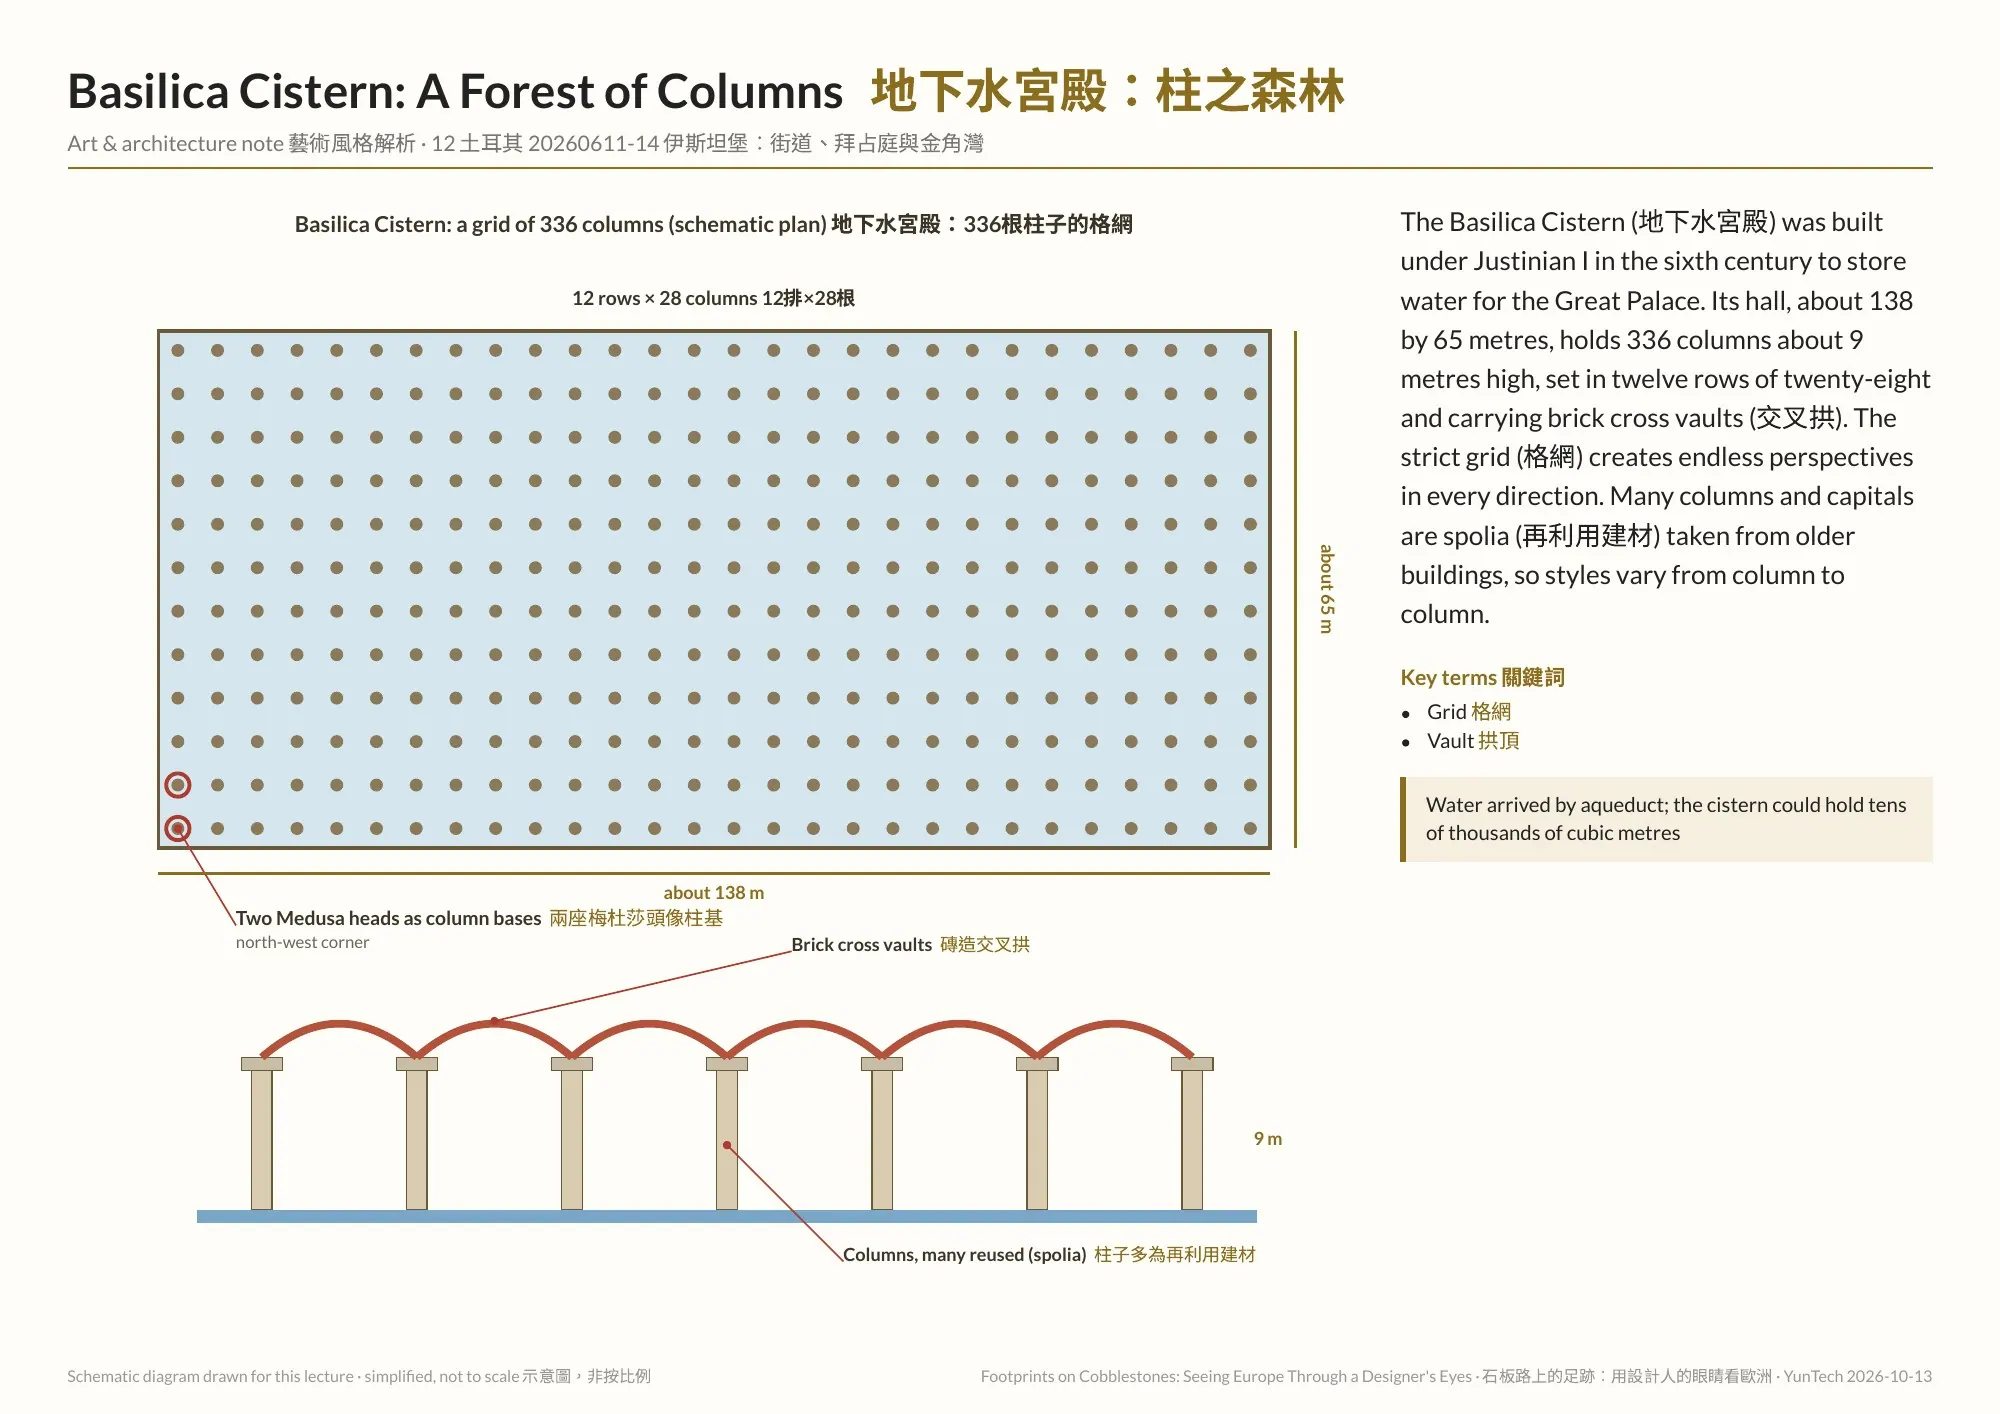 Basilica Cistern: A Forest of Columns 地下水宮殿：柱之森林
Art & architecture note 藝術風格解析 · 12 土耳其 20260611-14 伊斯坦堡：街道、拜占庭與金角灣
Basilica Cistern: a grid of 336 columns (schematic plan) 地下水宮殿：336根柱子的格網
12 rows × 28 columns 12排×28根
about 65 m
about 138 m
Two Medusa heads as column bases 兩座梅杜莎頭像柱基
north-west corner
Brick cross vaults 磚造交叉拱
9 m
Columns, many reused (spolia) 柱子多為再利用建材
The Basilica Cistern (地下水宮殿) was built
under Justinian I in the sixth century to store
water for the Great Palace. Its hall, about 138
by 65 metres, holds 336 columns about 9
metres high, set in twelve rows of twenty-eight
and carrying brick cross vaults (交叉拱). The
strict grid (格網) creates endless perspectives
in every direction. Many columns and capitals
are spolia (再利用建材) taken from older
buildings, so styles vary from column to
column.
Key terms 關鍵詞
• Grid 格網
• Vault 拱頂
Water arrived by aqueduct; the cistern could hold tens
of thousands of cubic metres
Schematic diagram drawn for this lecture · simplified, not to scale 示意圖，非按比例
Footprints on Cobblestones: Seeing Europe Through a Designer's Eyes · 石板路上的足跡：用設計人的眼睛看歐洲 · YunTech 2026-10-13